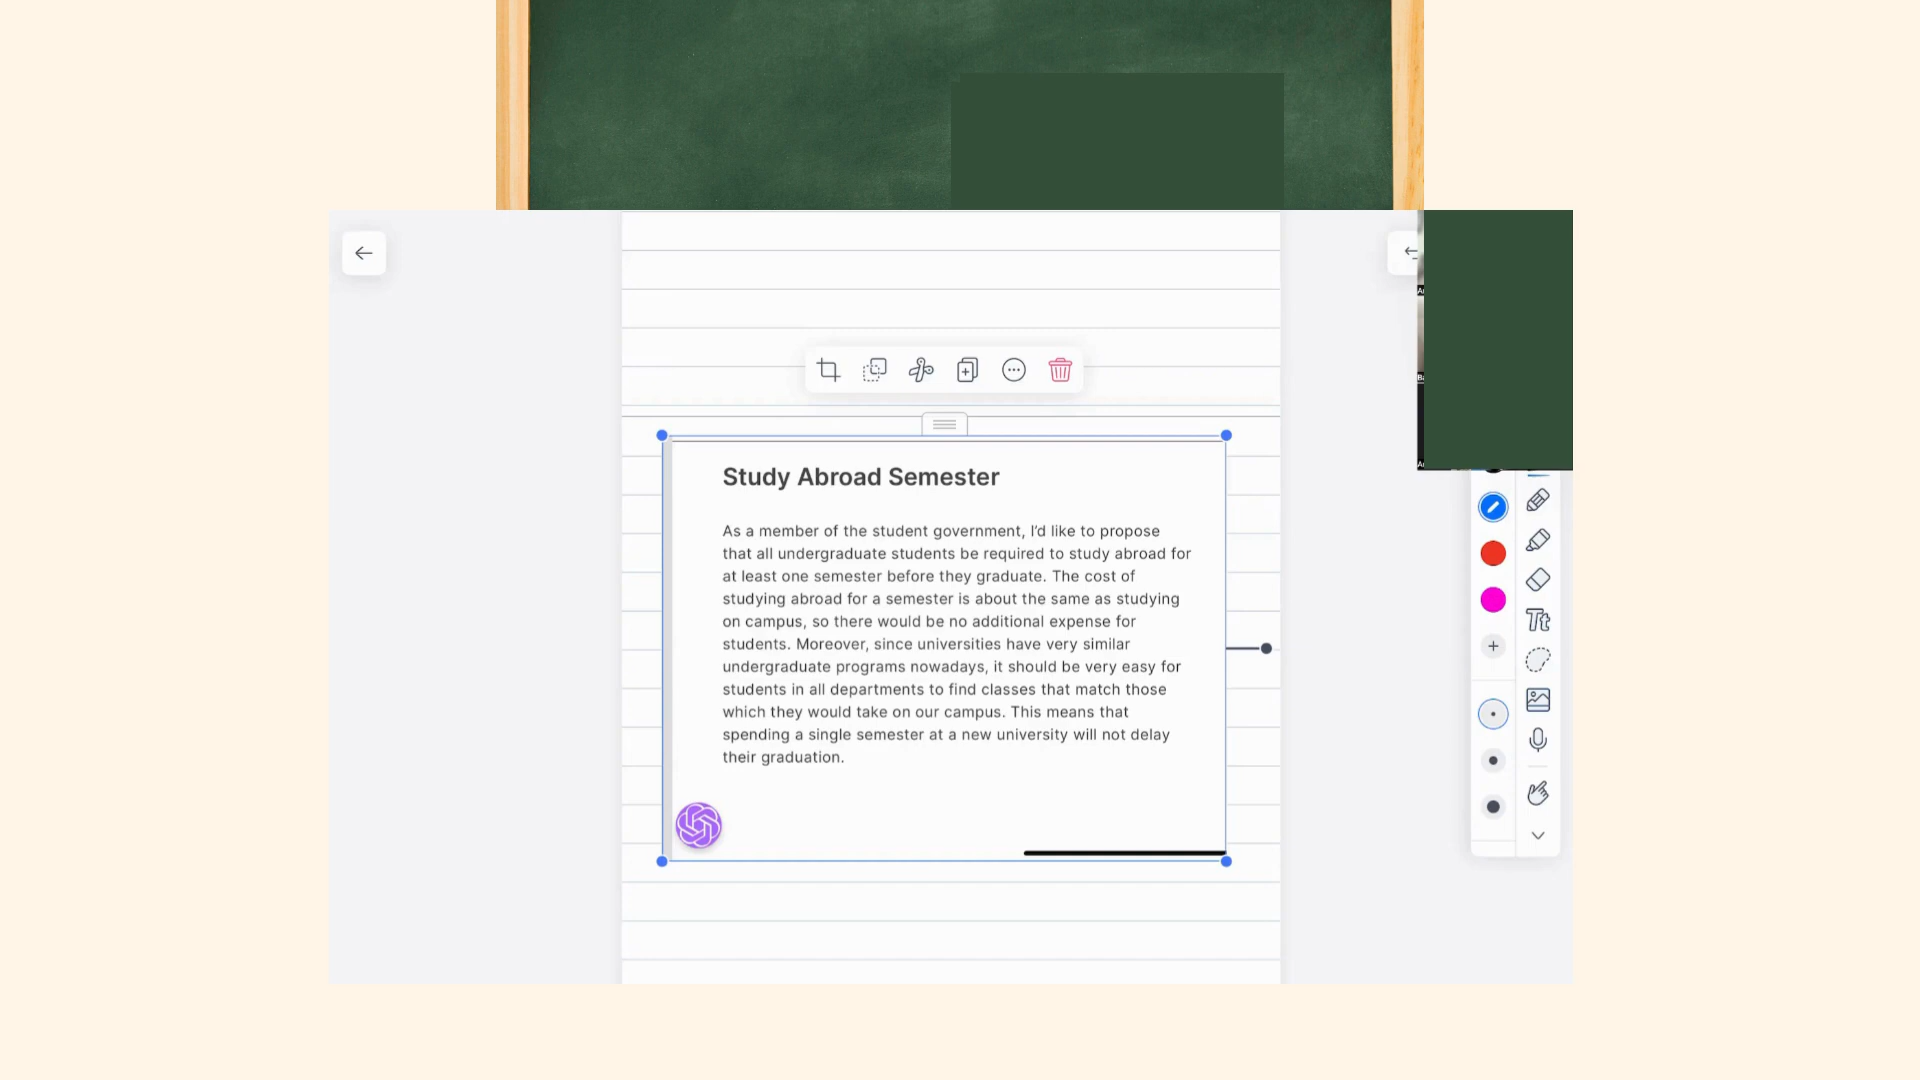 Study Abroad Semester
As a member of the student government, I'd like to propose
that all undergraduate students be required to study abroad for
at least one semester before they graduate. The cost of
studying abroad for a semester is about the same as studying
on campus, so there would be no additional expense for
students. Moreover, since universities have very similar
undergraduate programs nowadays, it should be very easy for
students in all departments to find classes that match those
which they would take on our campus. This means that
spending a single semester at a new university will not delay
their graduation.
Tt